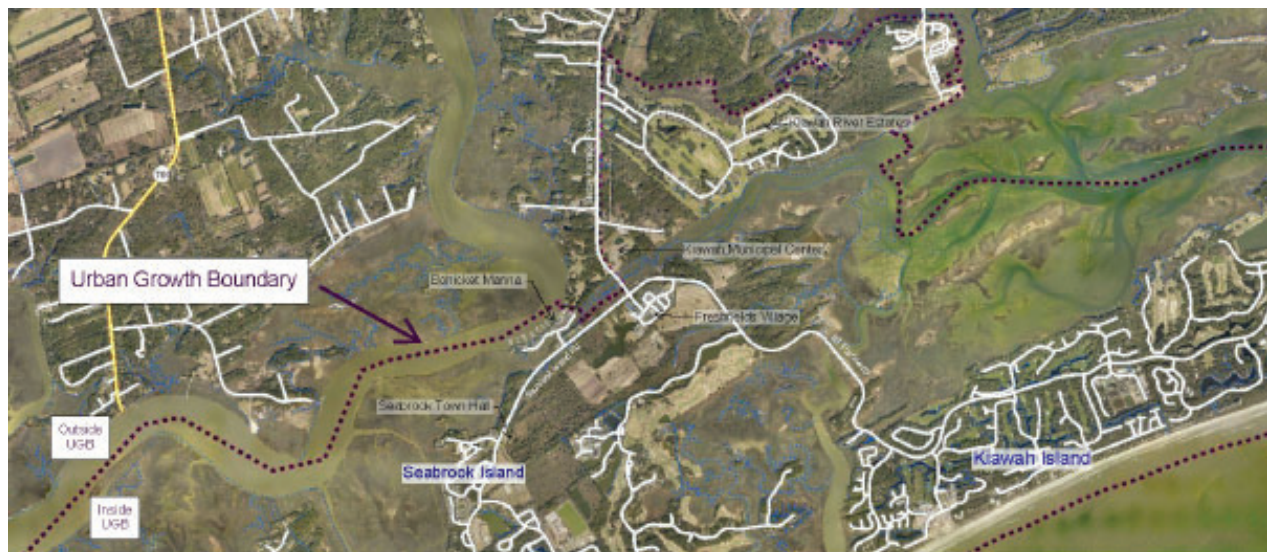 Kiawah River Estates
Kiawah Municipal Center
Urban Growth Boundary
Bohicket Marina
Freshfields Village
Seabrook Town Hall
Outside
UGB
Seabrook Island
Kiawah Island
Inside
UGB